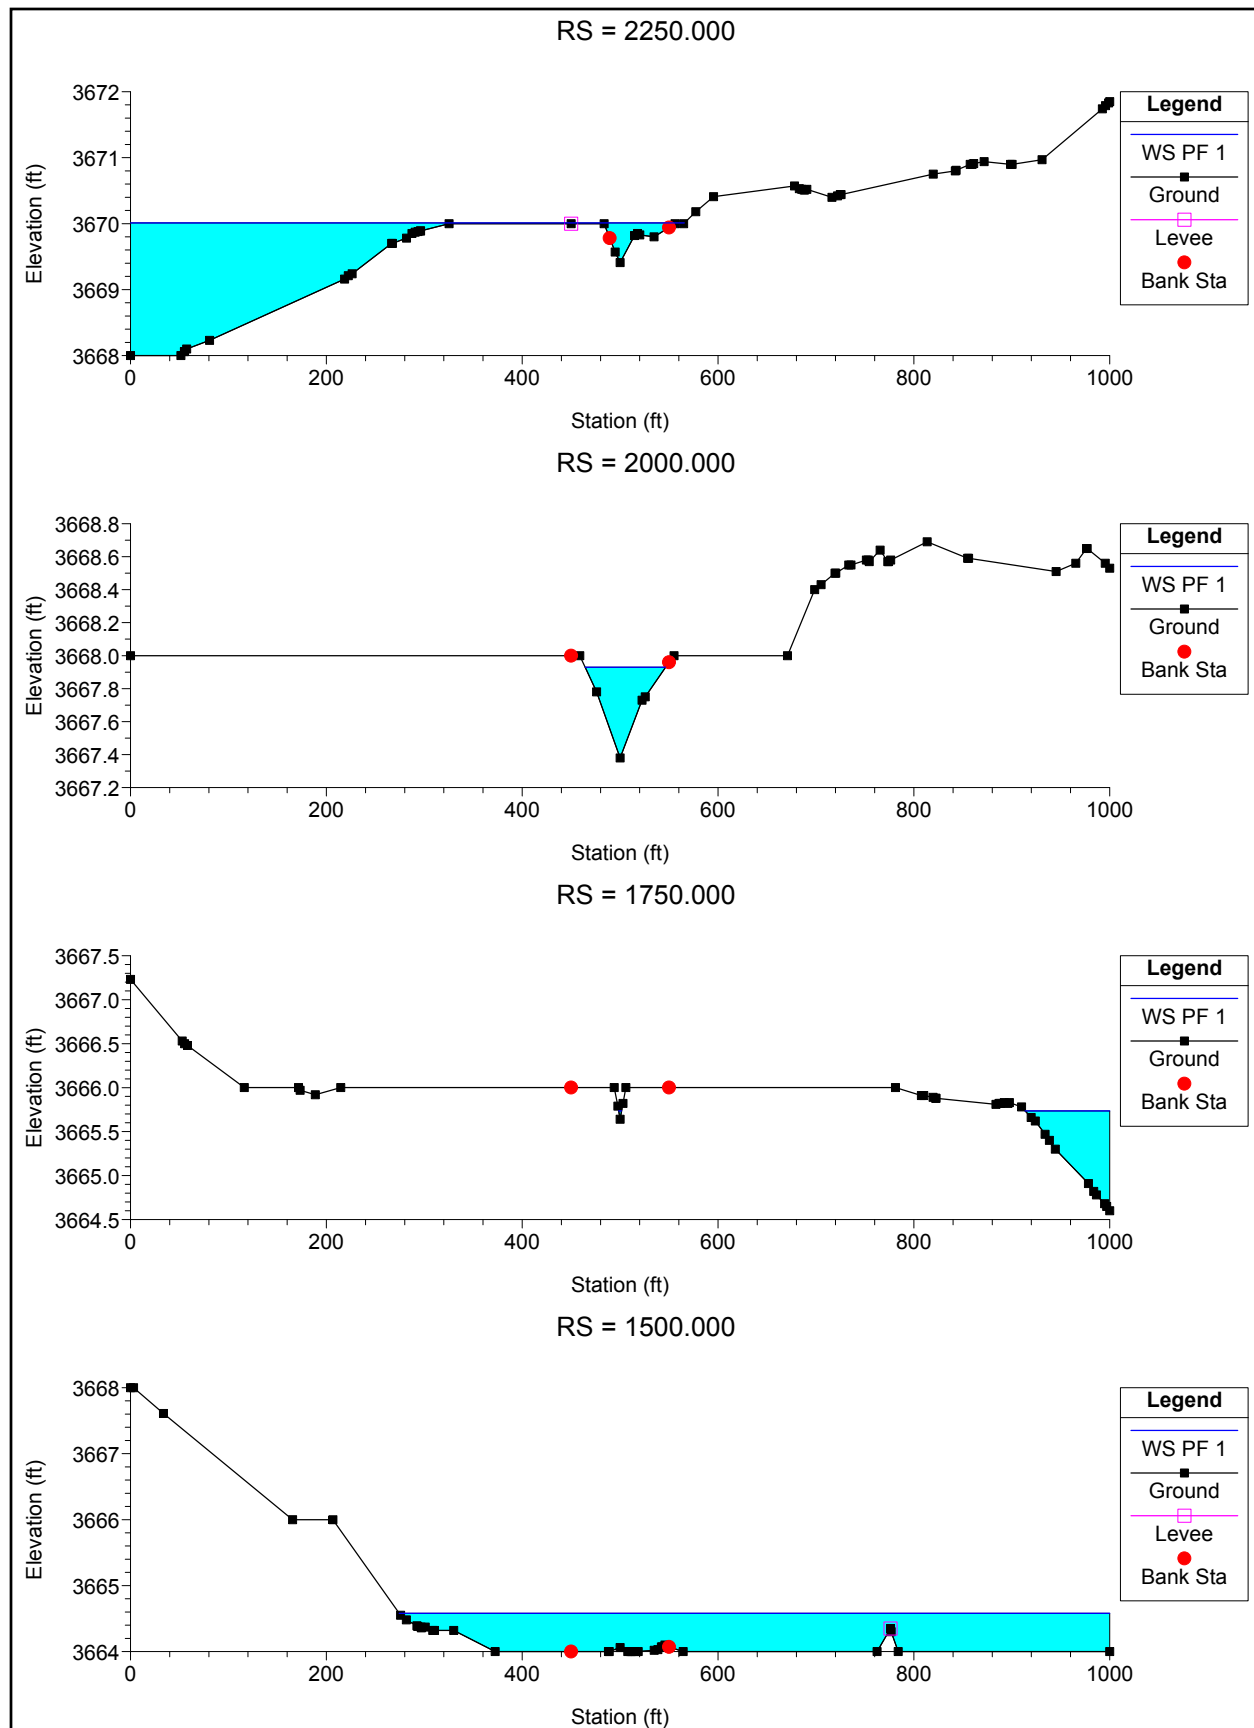 RS = 2250.000
3672
3671
3670
3669
3668
Elevation (ft)
0
200
400
600
800
1000
Station (ft)
Legend
WS PF 1
Ground
Levee
Bank Sta
RS = 2000.000
3668.8
3668.6
3668.4
3668.2
3668.0
3667.8
3667.6
3667.4
3667.2
Elevation (ft)
0
200
400
600
800
1000
Station (ft)
Legend
WS PF 1
Ground
Bank Sta
RS = 1750.000
3667.5
3667.0
3666.5
3666.0
3665.5
3665.0
3664.5
Elevation (ft)
0
200
400
600
800
1000
Station (ft)
Legend
WS PF 1
Ground
Bank Sta
RS = 1500.000
3668
3667
3666
3665
3664
Elevation (ft)
0
200
400
600
800
1000
Station (ft)
Legend
WS PF 1
Ground
Levee
Bank Sta